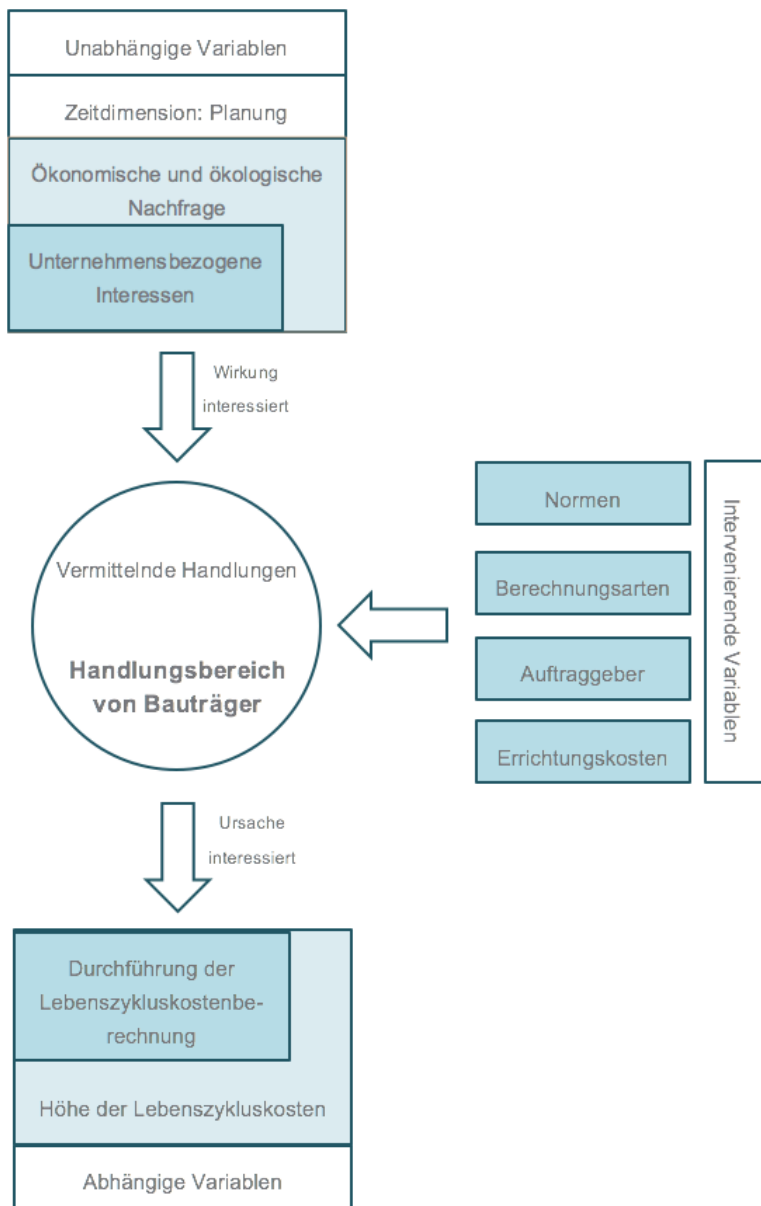 Unabhängige Variablen
Zeitdimension: Planung
Ökonomische und ökologische
Nachfrage
Unternehmensbezogene
Interessen
Wirkung
interessiert
Vermittelnde Handlungen
Handlungsbereich
von Bauträger
Normen
Berechnungsarten
Auftraggeber
Errichtungskosten
Intervenierende Variablen
Ursache
interessiert
Durchführung der
Lebenszykluskostenbe-
rechnung
Höhe der Lebenszykluskosten
Abhängige Variablen